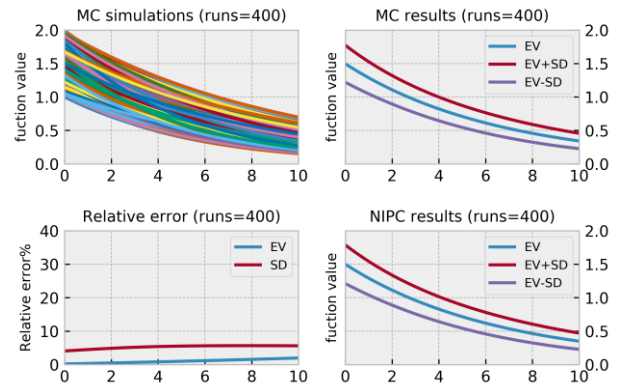 MC simulations (runs=400)
fuction value
2.0
1.5
1.0
0.5
0.0
0 2 4 6 8 10
MC results (runs=400)
fuction value
EV
EV+SD
EV-SD
2.0
1.5
1.0
0.5
0.0
0 2 4 6 8 10
Relative error (runs=400)
Relative error%
40
30
20
10
0
EV
SD
0 2 4 6 8 10
NIPC results (runs=400)
fuction value
EV
EV+SD
EV-SD
2.0
1.5
1.0
0.5
0.0
0 2 4 6 8 10